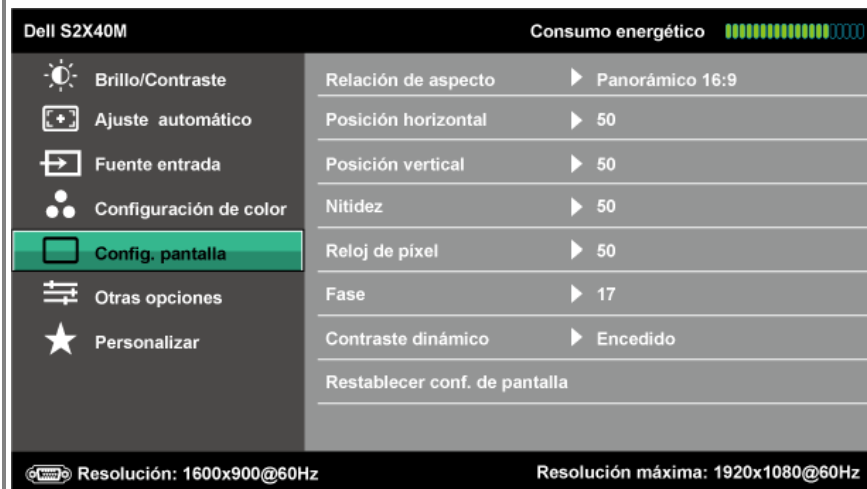 Dell S2X40M
Consumo energético
Brillo/Contraste
Ajuste automático
Fuente entrada
Configuración de color
Config. pantalla
Otras opciones
Personalizar
Relación de aspecto Panorámico 16:9
Posición horizontal 50
Posición vertical 50
Nitidez 50
Reloj de píxel 50
Fase 17
Contraste dinámico Encedido
Restablecer conf. de pantalla
Resolución: 1600x900@60Hz
Resolución máxima: 1920x1080@60Hz